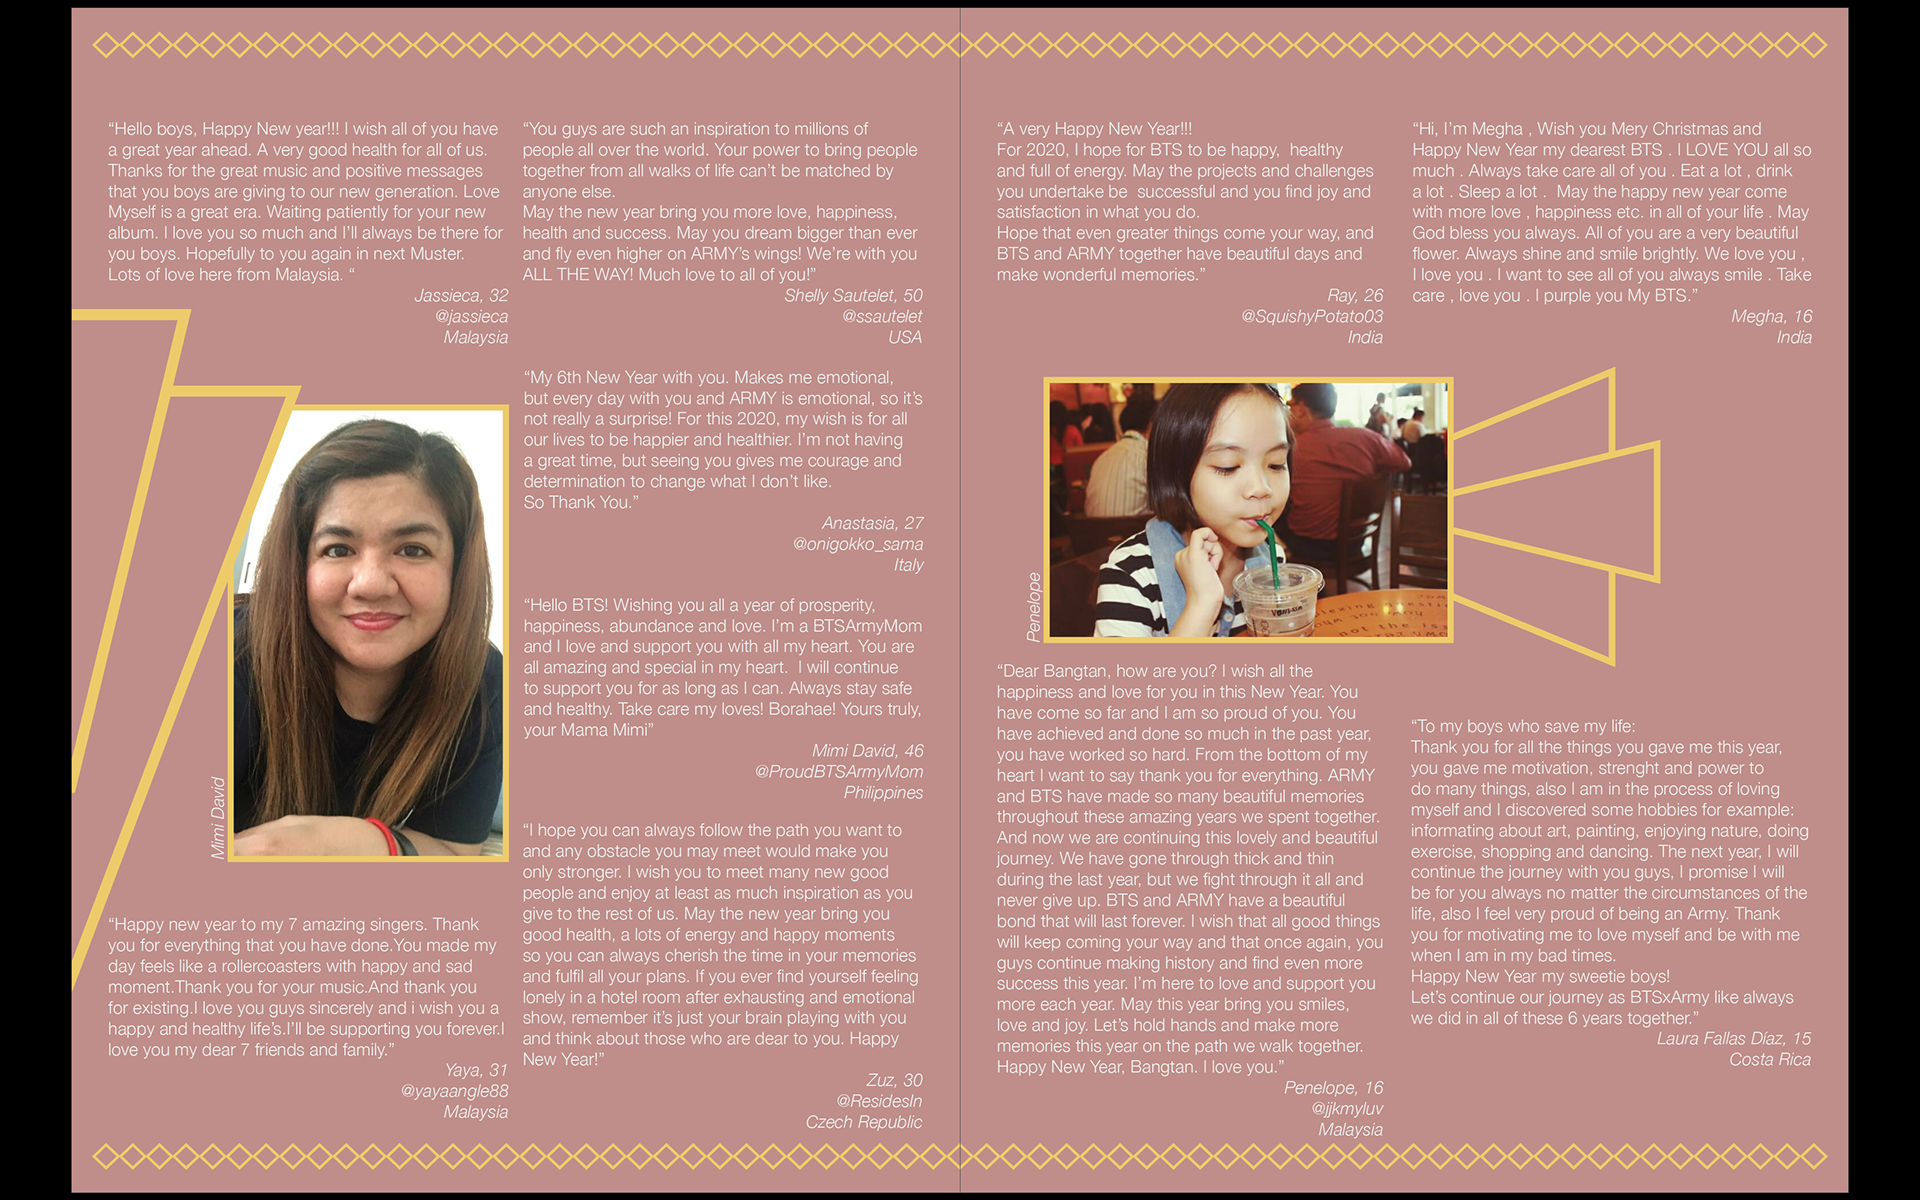 “Hello boys, Happy New year!!! I wish all of you have
a great year ahead. A very good health for all of us.
Thanks for the great music and positive messages
that you boys are giving to our new generation. Love
Myself is a great era. Waiting patiently for your new
album. I love you so much and I’ll always be there for
you boys. Hopefully to you again in next Muster.
Lots of love here from Malaysia. “
Jassieca, 32
@jassieca
Malaysia
Mimi David
“Happy new year to my 7 amazing singers. Thank
you for everything that you have done.You made my
day feels like a rollercoasters with happy and sad
moment.Thank you for your music.And thank you
for existing.I love you guys sincerely and i wish you a
happy and healthy life’s.I’ll be supporting you forever.I
love you my dear 7 friends and family.”
Yaya, 31
@yayaangle88
Malaysia
“You guys are such an inspiration to millions of
people all over the world. Your power to bring people
together from all walks of life can’t be matched by
anyone else.
May the new year bring you more love, happiness,
health and success. May you dream bigger than ever
and fly even higher on ARMY’s wings! We’re with you
ALL THE WAY! Much love to all of you!”
Shelly Sautelet, 50
@ssautelet
USA
“My 6th New Year with you. Makes me emotional,
but every day with you and ARMY is emotional, so it’s
not really a surprise! For this 2020, my wish is for all
our lives to be happier and healthier. I’m not having
a great time, but seeing you gives me courage and
determination to change what I don’t like.
So Thank You.”
Anastasia, 27
@onigokko_sama
Italy
“Hello BTS! Wishing you all a year of prosperity,
happiness, abundance and love. I’m a BTSArmyMom
and I love and support you with all my heart. You are
all amazing and special in my heart.  I will continue
to support you for as long as I can. Always stay safe
and healthy. Take care my loves! Borahae! Yours truly,
your Mama Mimi”
Mimi David, 46
@ProudBTSArmyMom
Philippines
“I hope you can always follow the path you want to
and any obstacle you may meet would make you
only stronger. I wish you to meet many new good
people and enjoy at least as much inspiration as you
give to the rest of us. May the new year bring you
good health, a lots of energy and happy moments
so you can always cherish the time in your memories
and fulfil all your plans. If you ever find yourself feeling
lonely in a hotel room after exhausting and emotional
show, remember it’s just your brain playing with you
and think about those who are dear to you. Happy
New Year!”
Zuz, 30
@ResidesIn
Czech Republic
“A very Happy New Year!!!
For 2020, I hope for BTS to be happy,  healthy
and full of energy. May the projects and challenges
you undertake be  successful and you find joy and
satisfaction in what you do.
Hope that even greater things come your way, and
BTS and ARMY together have beautiful days and
make wonderful memories.”
Ray, 26
@SquishyPotato03
India
Penelope
“Dear Bangtan, how are you? I wish all the
happiness and love for you in this New Year. You
have come so far and I am so proud of you. You
have achieved and done so much in the past year,
you have worked so hard. From the bottom of my
heart I want to say thank you for everything. ARMY
and BTS have made so many beautiful memories
throughout these amazing years we spent together.
And now we are continuing this lovely and beautiful
journey. We have gone through thick and thin
during the last year, but we fight through it all and
never give up. BTS and ARMY have a beautiful
bond that will last forever. I wish that all good things
will keep coming your way and that once again, you
guys continue making history and find even more
success this year. I’m here to love and support you
more each year. May this year bring you smiles,
love and joy. Let’s hold hands and make more
memories this year on the path we walk together.
Happy New Year, Bangtan. I love you.”
Penelope, 16
@jjkmyluv
Malaysia
“Hi, I’m Megha , Wish you Mery Christmas and
Happy New Year my dearest BTS . I LOVE YOU all so
much . Always take care all of you . Eat a lot , drink
a lot . Sleep a lot .  May the happy new year come
with more love , happiness etc. in all of your life . May
God bless you always. All of you are a very beautiful
flower. Always shine and smile brightly. We love you ,
I love you . I want to see all of you always smile . Take
care , love you . I purple you My BTS.”
Megha, 16
India
“To my boys who save my life:
Thank you for all the things you gave me this year,
you gave me motivation, strenght and power to
do many things, also I am in the process of loving
myself and I discovered some hobbies for example:
informating about art, painting, enjoying nature, doing
exercise, shopping and dancing. The next year, I will
continue the journey with you guys, I promise I will
be for you always no matter the circumstances of the
life, also I feel very proud of being an Army. Thank
you for motivating me to love myself and be with me
when I am in my bad times.
Happy New Year my sweetie boys!
Let’s continue our journey as BTSxArmy like always
we did in all of these 6 years together.”
Laura Fallas Díaz, 15
Costa Rica